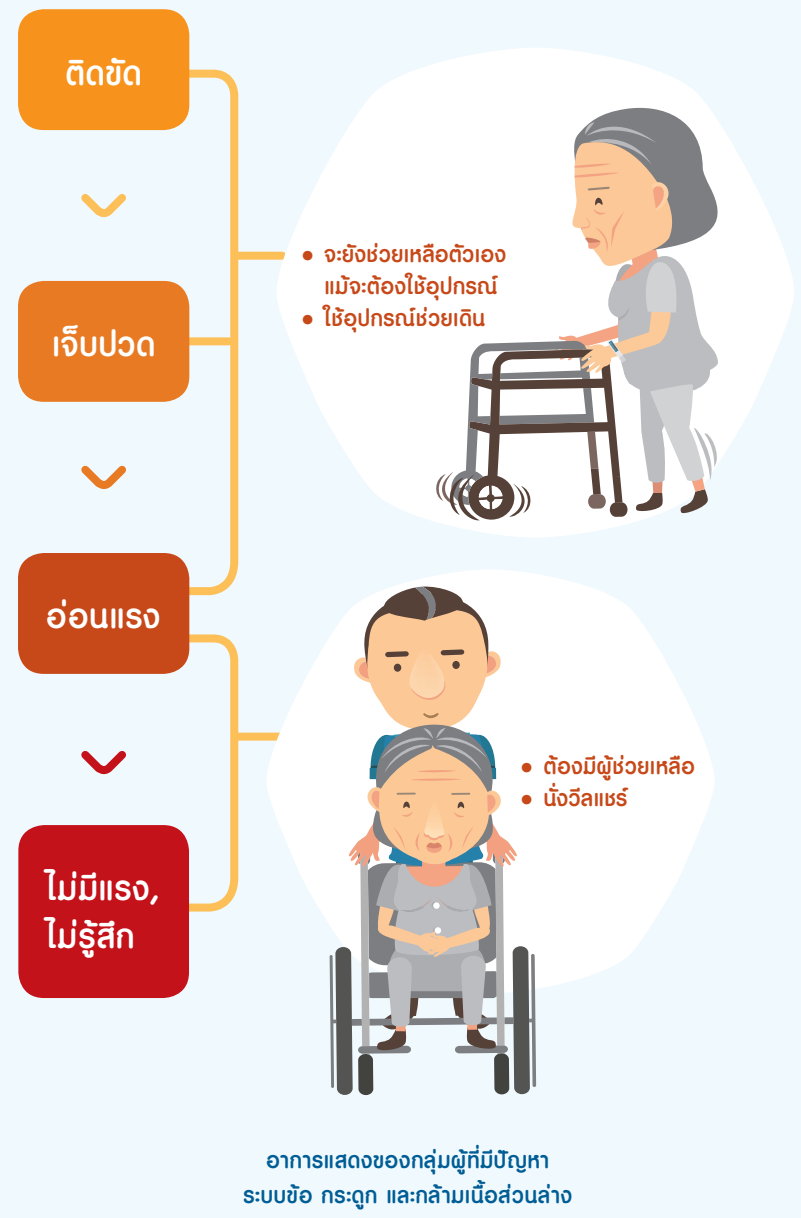 ติดขัด
• จะยังช่วยเหลือตัวเอง
แม้จะต้องใช้อุปกรณ์
• ใช้อุปกรณ์ช่วยเดิน
เจ็บปวด
อ่อนแรง
• ต้องมีผู้ช่วยเหลือ
• นั่งวีลแชร์
ไม่มีแรง,
ไม่รู้สึก
อาการแสดงของกลุ่มผู้ที่มีปัญหา
ระบบข้อ กระดูก และกล้ามเนื้อส่วนล่าง